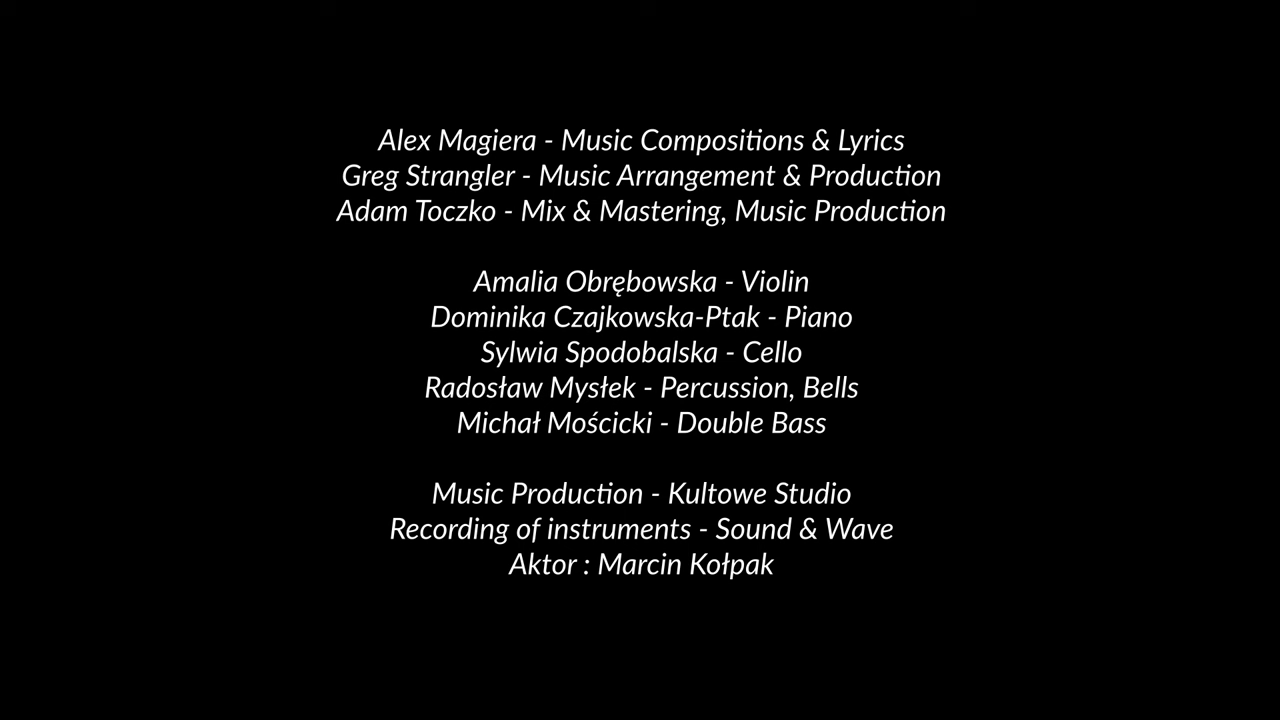 Alex Magiera - Music Compositions & Lyrics
Greg Strangler - Music Arrangement & Production
Adam Toczko - Mix & Mastering, Music Production
Amalia Obrębowska - Violin
Dominika Czajkowska-Ptak - Piano
Sylwia Spodobalska - Cello
Radosław Mysłek - Percussion, Bells
Michał Mościcki - Double Bass
Music Production - Kultowe Studio
Recording of instruments - Sound & Wave
Aktor : Marcin Kołpak